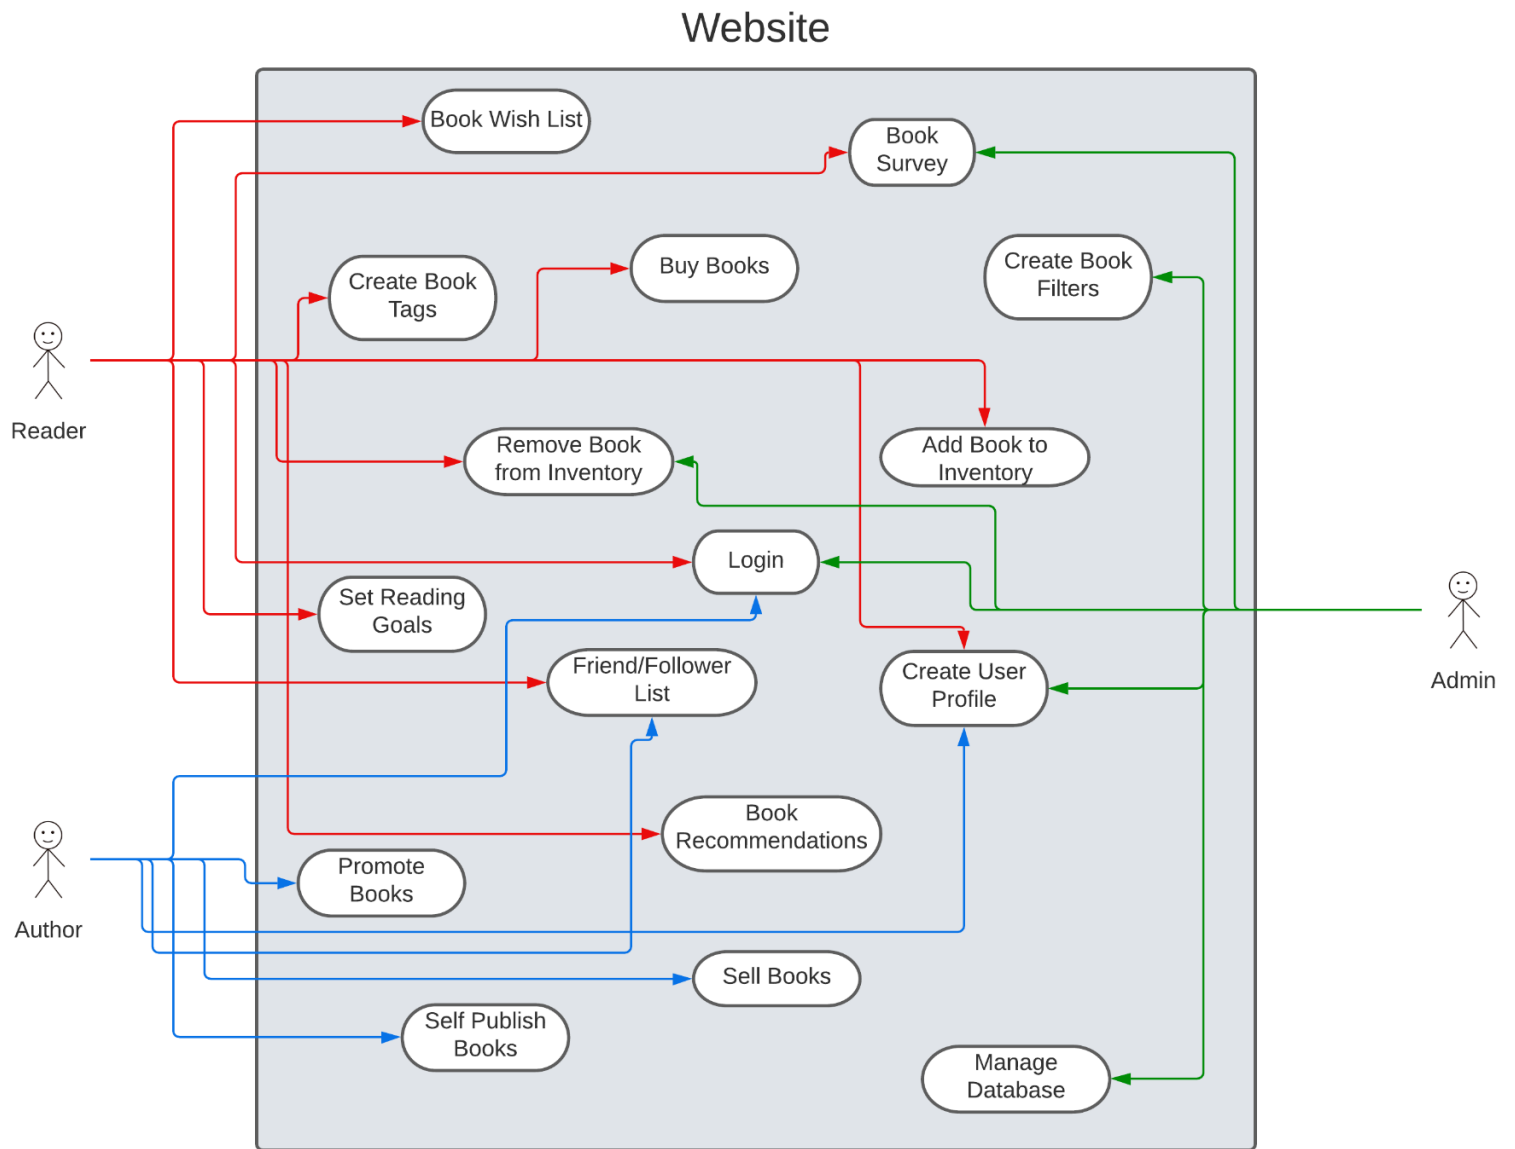 Website
Book Wish List
Book
Survey
Buy Books
Create Book
Filters
Create Book
Tags
Reader
Remove Book
from Inventory
Add Book to
Inventory
Login
Set Reading
Goals
Friend/Follower
List
Create User
Profile
Admin
Book
Recommendations
Promote
Books
Author
Sell Books
Self Publish
Books
Manage
Database